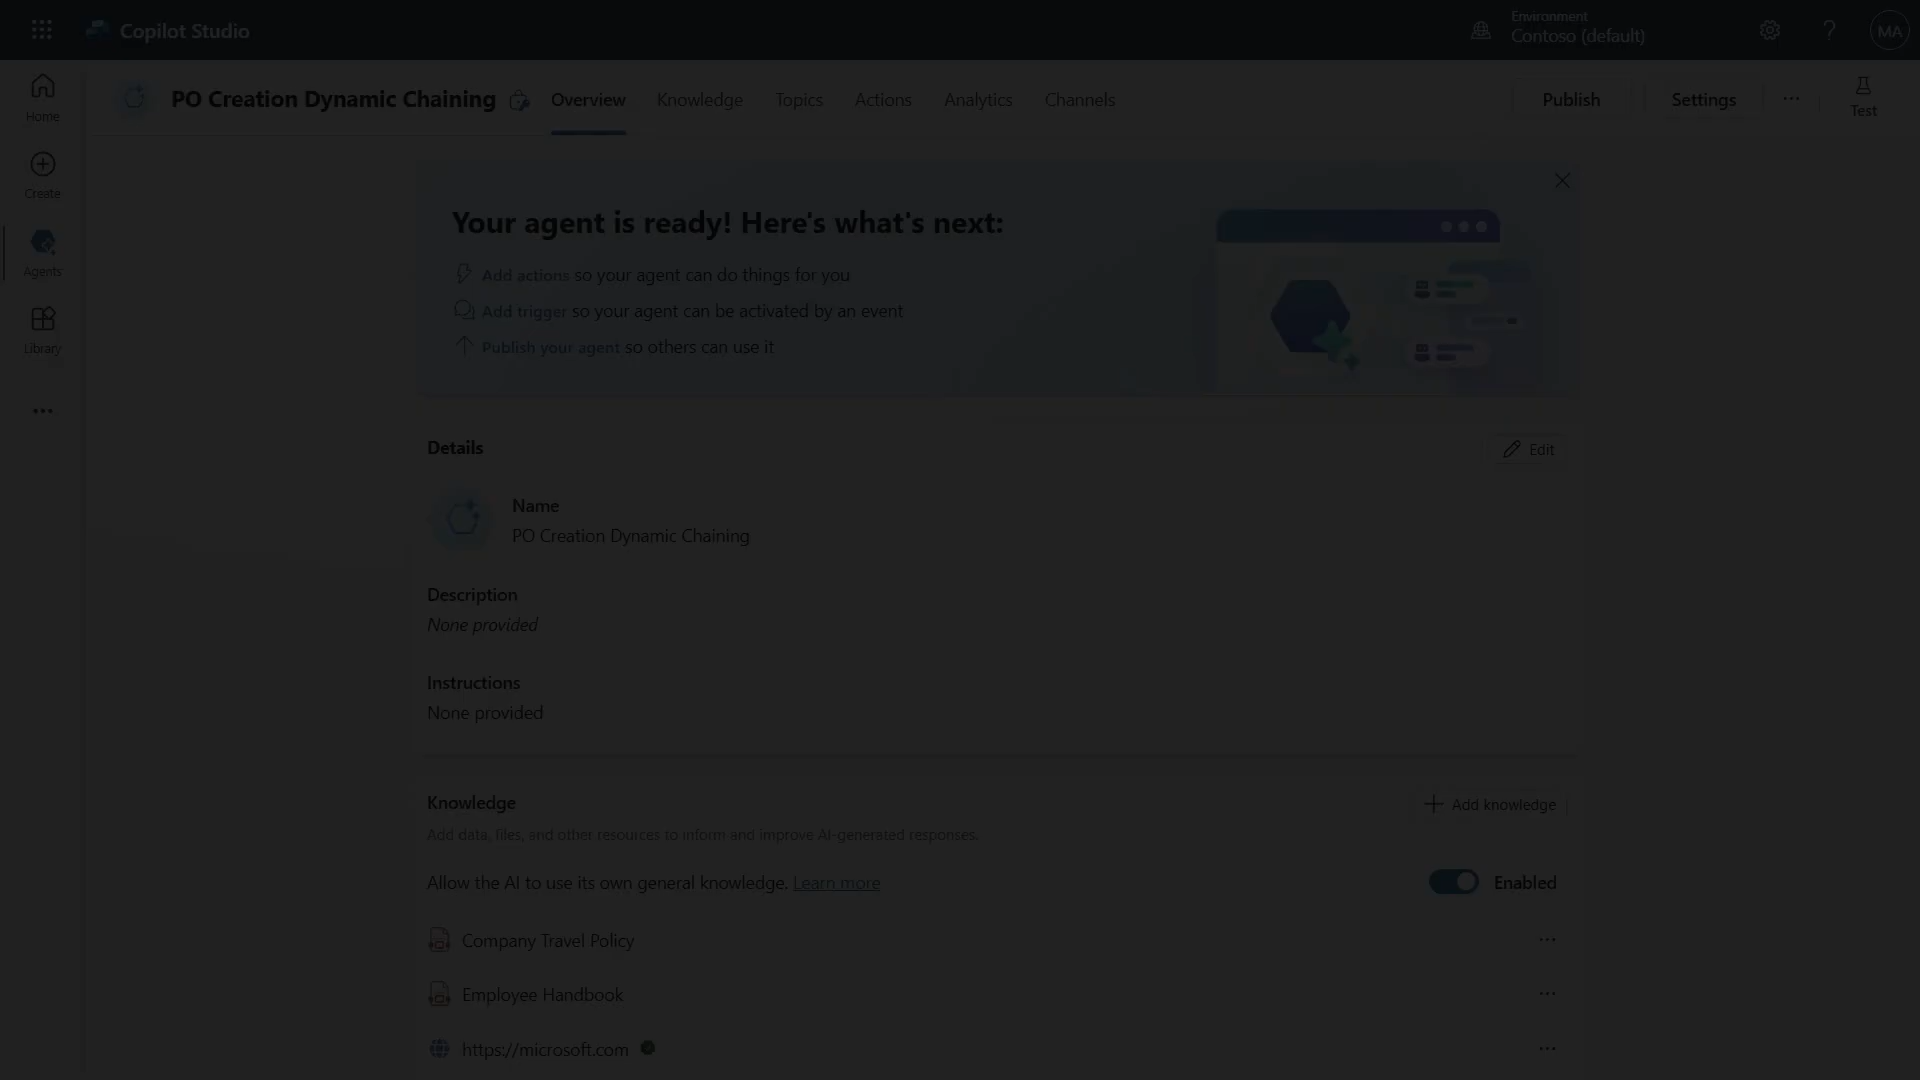 Copilot Studio
Environment
Contoso (default)
?
MA
Home
Create
Agents
Library
PO Creation Dynamic Chaining
Overview
Knowledge
Topics
Actions
Analytics
Channels
Publish
Settings
Test
Your agent is ready! Here's what's next:
Add actions so your agent can do things for you
Add trigger so your agent can be activated by an event
Publish your agent so others can use it
Details
Edit
Name
PO Creation Dynamic Chaining
Description
None provided
Instructions
None provided
Knowledge
Add knowledge
Add data, files, and other resources to inform and improve AI-generated responses.
Allow the AI to use its own general knowledge. Learn more
Enabled
Company Travel Policy
Employee Handbook
https://microsoft.com